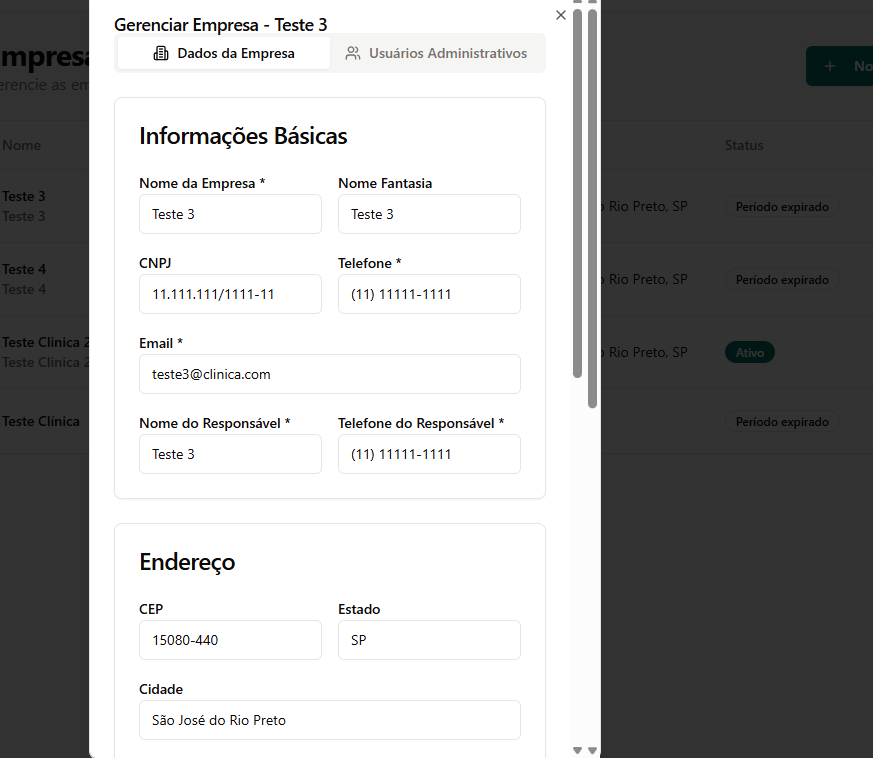 Gerenciar Empresa - Teste 3
Dados da Empresa
Usuários Administrativos
Informações Básicas
Nome da Empresa *
Nome Fantasia
Teste 3
Teste 3
CNPJ
Telefone *
11.111.111/1111-11
(11) 11111-1111
Email *
teste3@clinica.com
Nome do Responsável *
Telefone do Responsável *
Teste 3
(11) 11111-1111
Endereço
CEP
Estado
15080-440
SP
Cidade
São José do Rio Preto
mpresa
erencie as em
No
Nome
Status
Teste 3
Teste 3
o Rio Preto, SP
Período expirado
Teste 4
Teste 4
o Rio Preto, SP
Período expirado
Teste Clinica 2
Teste Clinica 2
o Rio Preto, SP
Ativo
Teste Clínica
Período expirado